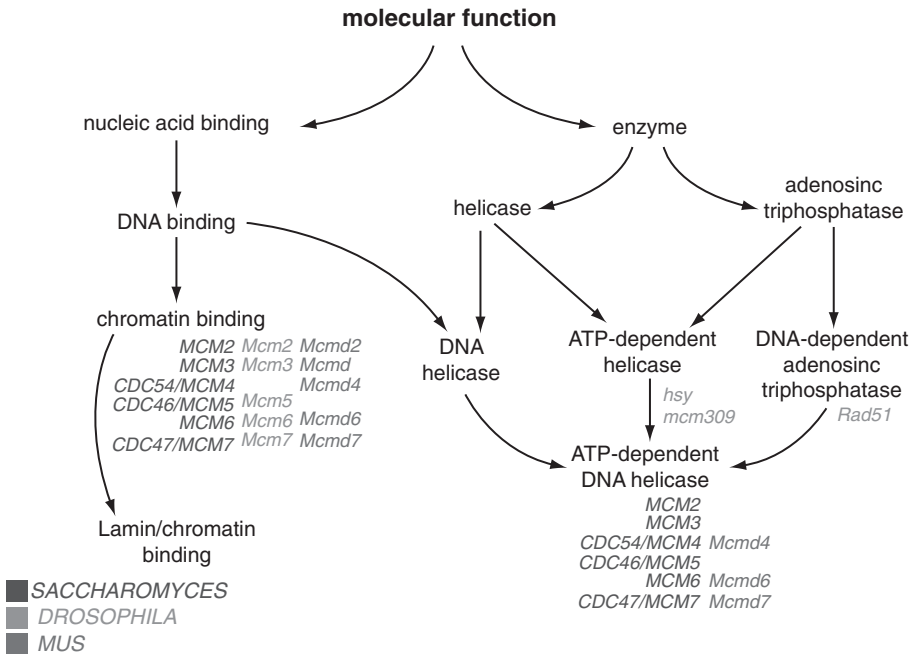 molecular function
nucleic acid binding
enzyme
DNA binding
helicase
adenosinc
triphosphatase
chromatin binding
MCM2 Mcm2 Mcmd2
MCM3 Mcm3 Mcmd
CDC54/MCM4 Mcmd4
CDC46/MCM5 Mcm5
MCM6 Mcm6 Mcmd6
CDC47/MCM7 Mcm7 Mcmd7
DNA
helicase
ATP-dependent
helicase
hsy
mcm309
DNA-dependent
adenosinc
triphosphatase
Rad51
ATP-dependent
DNA helicase
MCM2
MCM3
CDC54/MCM4 Mcmd4
CDC46/MCM5
MCM6 Mcmd6
CDC47/MCM7 Mcmd7
Lamin/chromatin
binding
SACCHAROMYCES
DROSOPHILA
MUS